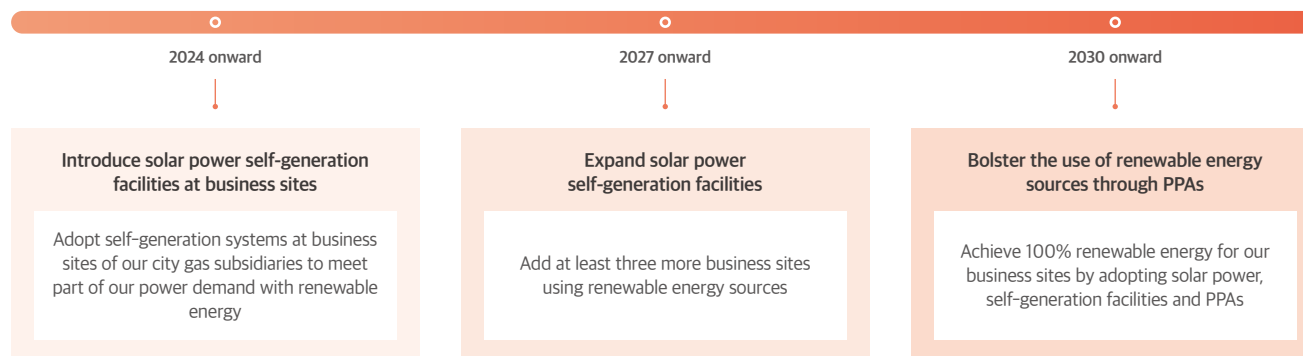 2024 onward
Introduce solar power self-generation
facilities at business sites
Adopt self-generation systems at business
sites of our city gas subsidiaries to meet
part of our power demand with renewable
energy
2027 onward
Expand solar power
self-generation facilities
Add at least three more business sites
using renewable energy sources
2030 onward
Bolster the use of renewable energy
sources through PPAs
Achieve 100% renewable energy for our
business sites by adopting solar power,
self-generation facilities and PPAs